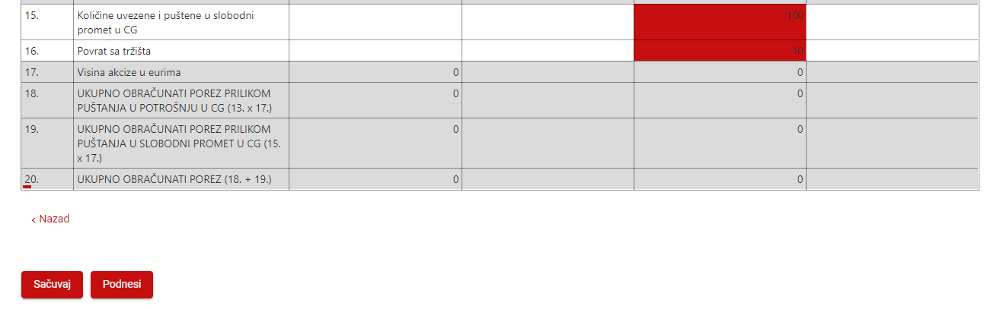 15. Količine uvezene i puštene u slobodni 100
promet u CG
16. Povrat sa tržišta 10
17. Visina akcize u eurima 0 0
18. UKUPNO OBRAČUNATI POREZ PRILIKOM 0 0
PUŠTANJA U POTROŠNJU U CG (13. x 17.)
19. UKUPNO OBRAČUNATI POREZ PRILIKOM 0 0
PUŠTANJA U SLOBODNI PROMET U CG (15.
x 17.)
20. UKUPNO OBRAČUNATI POREZ (18. + 19.) 0 0
‹ Nazad
Sačuvaj Podnesi